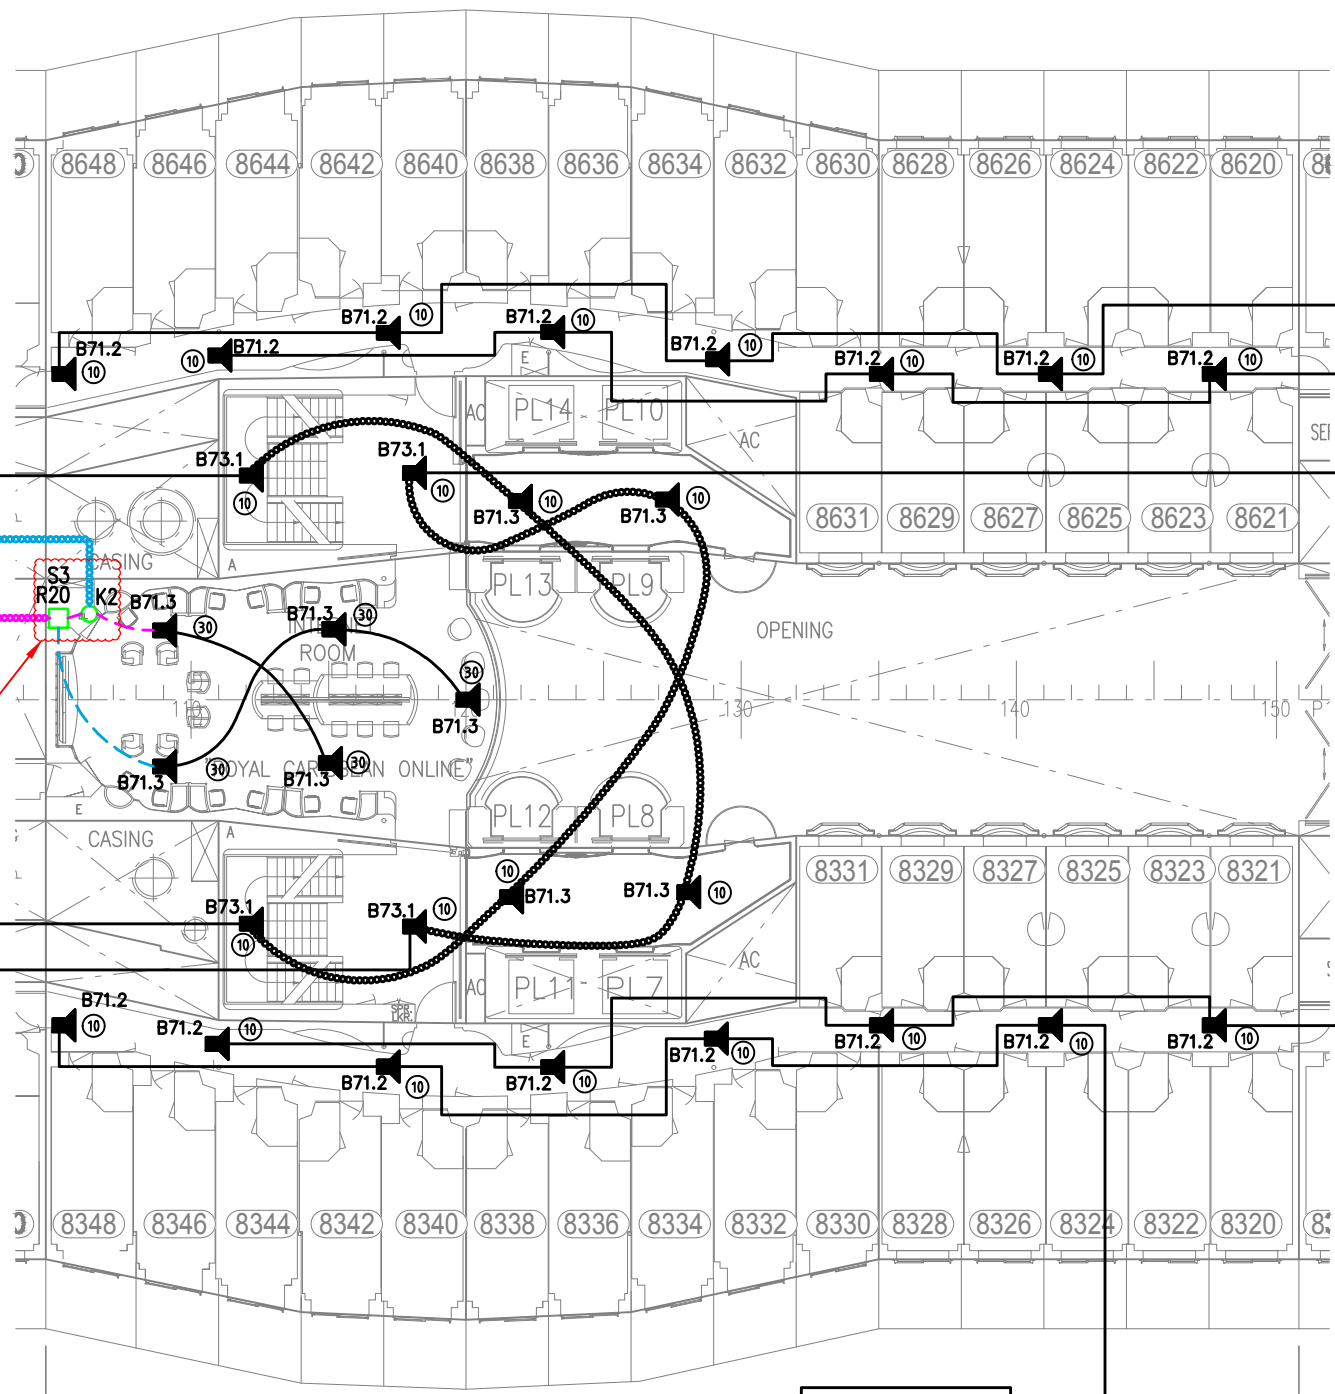 8648 8646 8644 8642 8640 8638 8636 8634 8632 8630 8628 8626 8624 8622 8620
B71.2 10 B71.2 10 B71.2 10
B71.2 10 10 B71.2 B71.2 10 B71.2 10 B71.2 10
E
PL14 PL10
AC AC
SER
B73.1 10 B73.1 10
B71.3 10 B71.3 10
8631 8629 8627 8625 8623 8621
CASING A
S3
R20 K2
PL13 PL9
B71.3 30 B71.3 30
ROOM
OPENING
30
B71.3
130 140 150 P
B71.3 30 B71.3 30
"ROYAL CARIBBEAN ONLINE"
E
CASING A
PL12 PL8
8331 8329 8327 8325 8323 8321
10
B71.3 B71.3 10
B73.1 10 B73.1 10
AC AC
PL11 PL7
SPR.
LKR.
B71.2 10 B71.2 10
E
B71.2 10 B71.2 10 B71.2 10 B71.2 10 B71.2 10
B71.2 10
8348 8346 8344 8342 8340 8338 8336 8334 8332 8330 8328 8326 8324 8322 8320